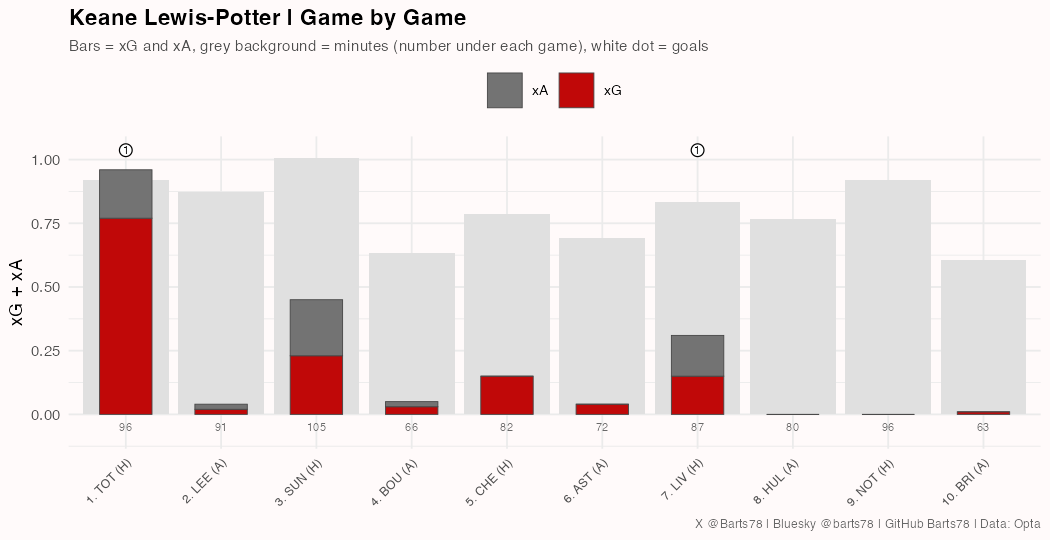 Keane Lewis-Potter | Game by Game
Bars = xG and xA, grey background = minutes (number under each game), white dot = goals
xA xG
1 1
1.00
0.75
0.50
0.25
0.00
xG + xA
96 91 105 66 82 72 87 80 96 63
1. TOT (H)
2. LEE (A)
3. SUN (H)
4. BOU (A)
5. CHE (H)
6. AST (A)
7. LIV (H)
8. HUL (A)
9. NOT (H)
10. BRI (A)
X @Barts78 | Bluesky @barts78 | GitHub Barts78 | Data: Opta